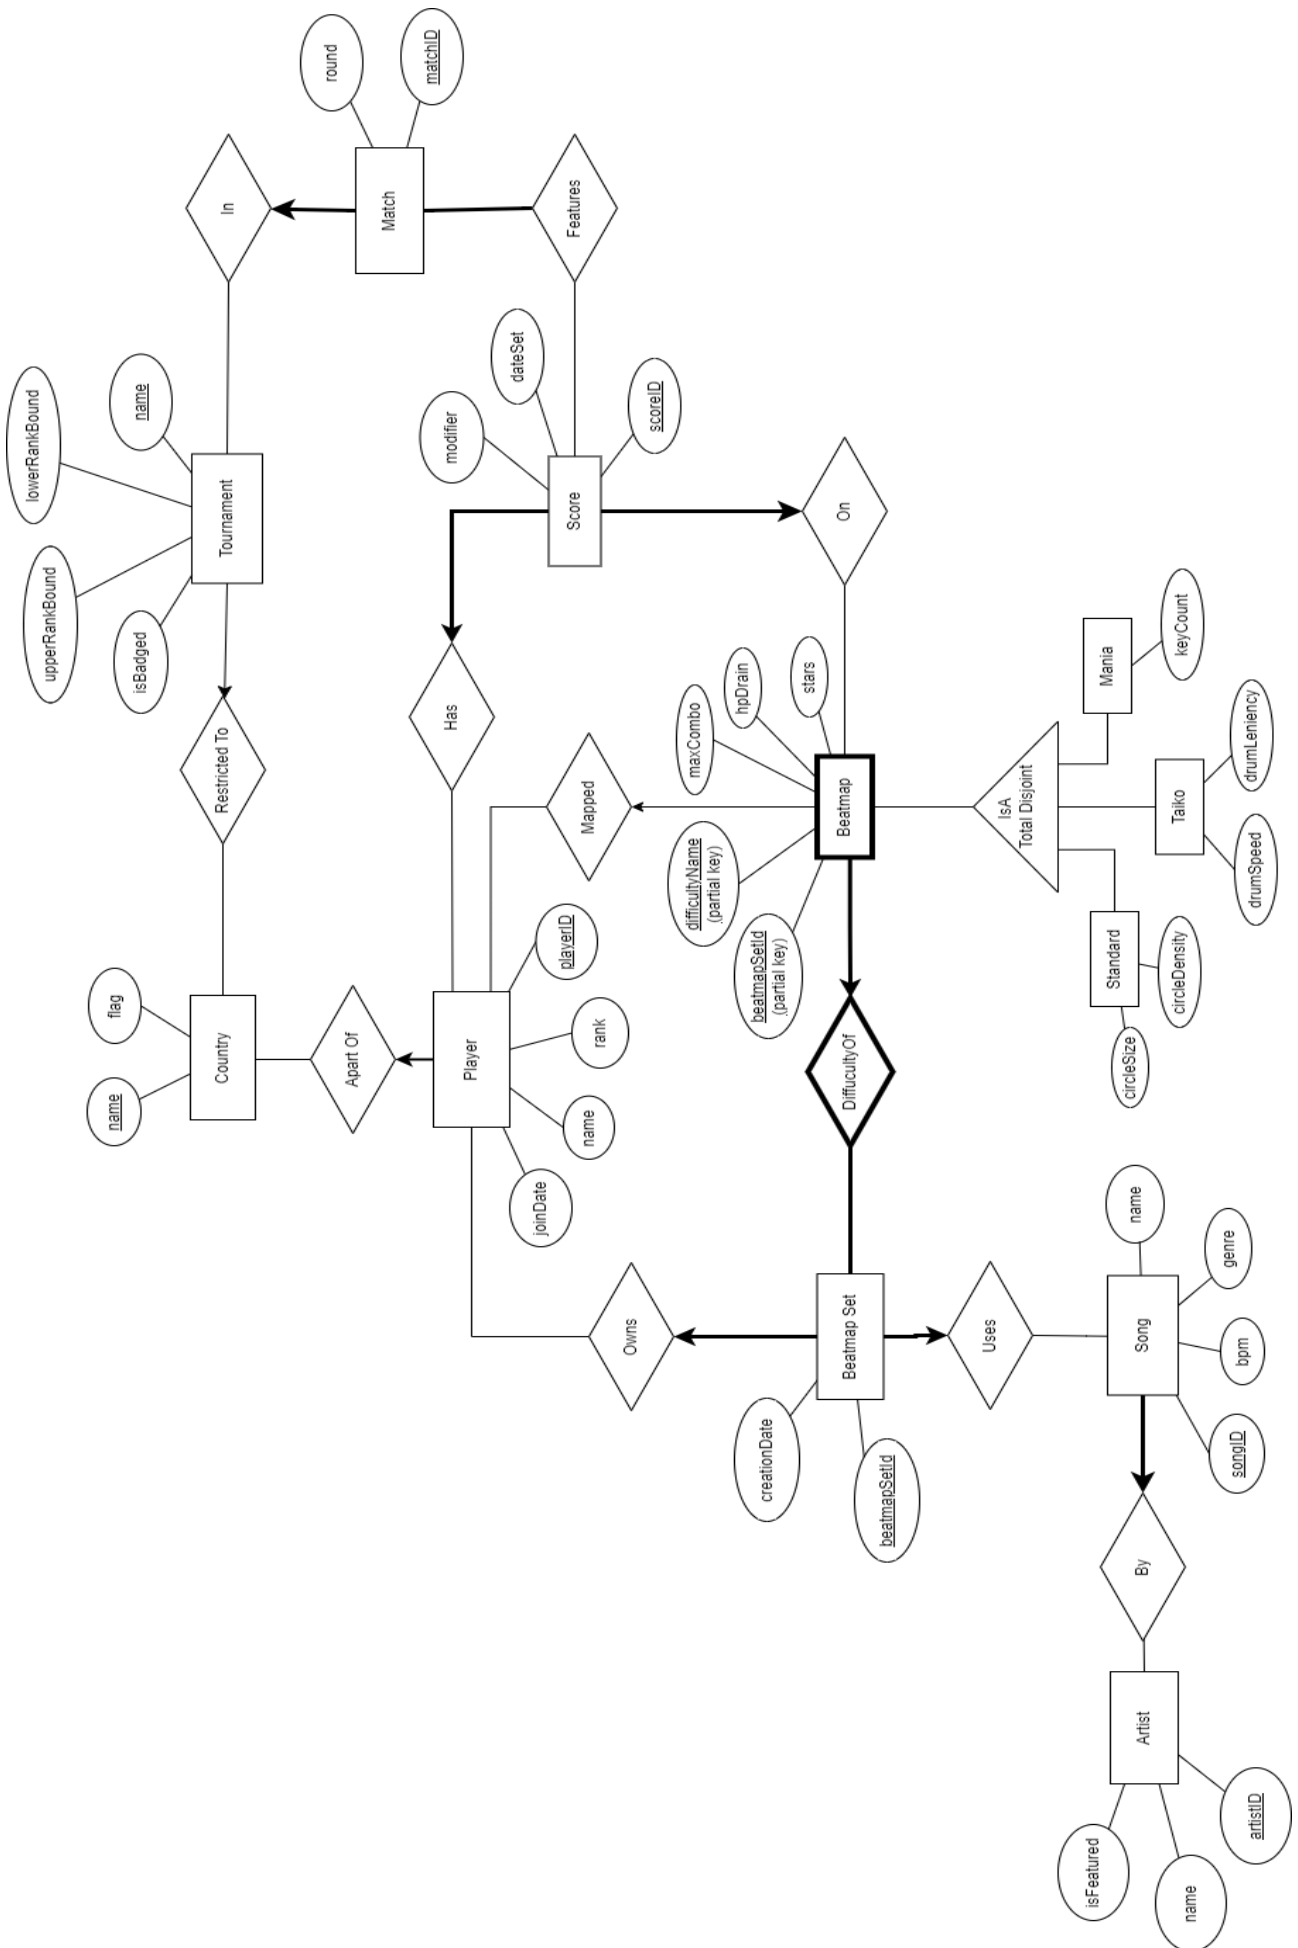 upperRankBound
lowerRankBound
name
flag
isBadged
name
Country
Restricted To
Tournament
In
round
Apart Of
Match
matchID
joinDate
name
rank
playerID
Player
Has
modifier
dateSet
Owns
Mapped
Score
Features
scoreID
creationDate
beatmapSetId
(partial key)
difficultyName
(partial key)
maxCombo
hpDrain
stars
beatmapSetId
Beatmap Set
DiffucultyOf
Beatmap
On
Uses
IsA
Total Disjoint
isFeatured
name
Artist
artistID
By
Song
songID
bpm
genre
name
circleSize
Standard
circleDensity
Taiko
drumSpeed
drumLeniency
Mania
keyCount